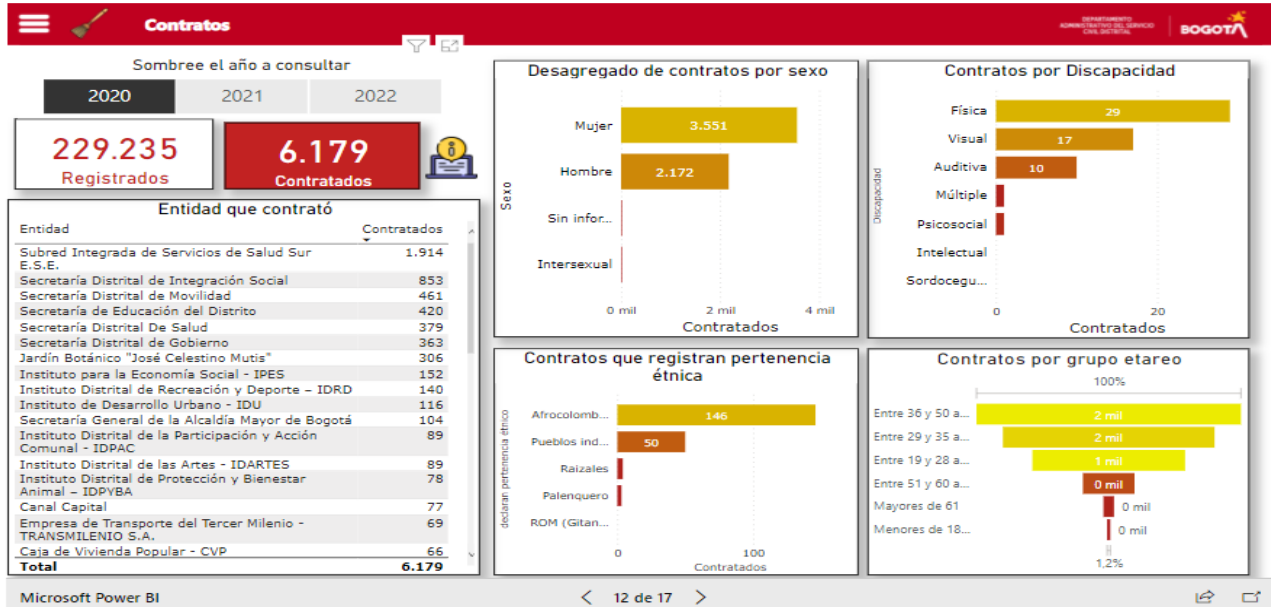 Contratos
DEPARTAMENTO
ADMINISTRATIVO DEL SERVICIO
CIVIL DISTRITAL
BOGOTÁ
Sombree el año a consultar
2020 2021 2022
229.235
Registrados
6.179
Contratados
Entidad que contrató
Entidad Contratados
Subred Integrada de Servicios de Salud Sur 1.914
E.S.E.
Secretaría Distrital de Integración Social 853
Secretaría Distrital de Movilidad 461
Secretaría de Educación del Distrito 420
Secretaría Distrital De Salud 379
Secretaría Distrital de Gobierno 363
Jardín Botánico "José Celestino Mutis" 306
Instituto para la Economía Social - IPES 152
Instituto Distrital de Recreación y Deporte – IDRD 140
Instituto de Desarrollo Urbano - IDU 116
Secretaría General de la Alcaldía Mayor de Bogotá 104
Instituto Distrital de la Participación y Acción 89
Comunal - IDPAC
Instituto Distrital de las Artes - IDARTES 89
Instituto Distrital de Protección y Bienestar 78
Animal – IDPYBA
Canal Capital 77
Empresa de Transporte del Tercer Milenio - 69
TRANSMILENIO S.A.
Caja de Vivienda Popular - CVP 66
Total 6.179
Desagregado de contratos por sexo
Sexo
Mujer 3.551
Hombre 2.172
Sin infor...
Intersexual
0 mil 2 mil 4 mil
Contratados
Contratos por Discapacidad
Discapacidad
Física 29
Visual 17
Auditiva 10
Múltiple
Psicosocial
Intelectual
Sordocegu...
0 20
Contratados
Contratos que registran pertenencia
étnica
declaran pertenencia étnico
Afrocolomb... 146
Pueblos ind... 50
Raizales
Palenquero
ROM (Gitan...
0 100
Contratados
Contratos por grupo etareo
100%
Entre 36 y 50 a... 2 mil
Entre 29 y 35 a... 2 mil
Entre 19 y 28 a... 1 mil
Entre 51 y 60 a... 0 mil
Mayores de 61 0 mil
Menores de 18... 0 mil
1,2%
Microsoft Power BI
12 de 17